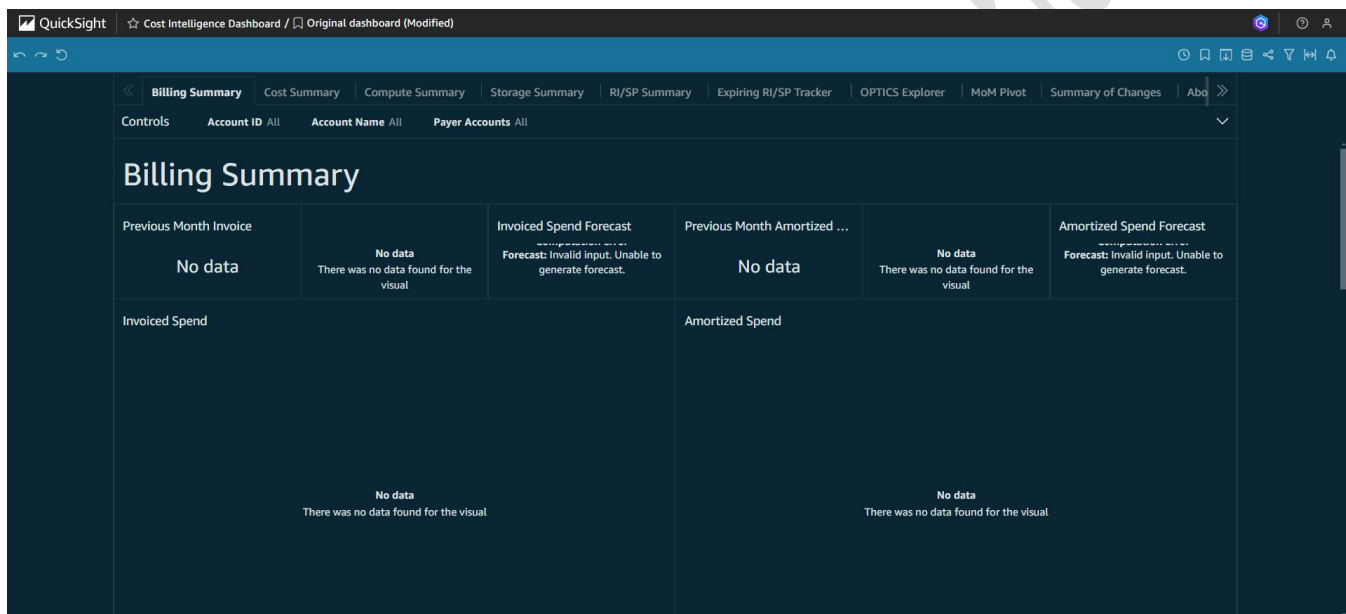 QuickSight
Cost Intelligence Dashboard / Original dashboard (Modified)
Billing Summary
Cost Summary
Compute Summary
Storage Summary
RI/SP Summary
Expiring RI/SP Tracker
OPTICS Explorer
MoM Pivot
Summary of Changes
Abo
Controls
Account ID All
Account Name All
Payer Accounts All
Billing Summary
Previous Month Invoice
No data
No data
There was no data found for the
visual
Invoiced Spend Forecast
Forecast: Invalid input. Unable to
generate forecast.
Previous Month Amortized ...
No data
No data
There was no data found for the
visual
Amortized Spend Forecast
Forecast: Invalid input. Unable to
generate forecast.
Invoiced Spend
No data
There was no data found for the visual
Amortized Spend
No data
There was no data found for the visual